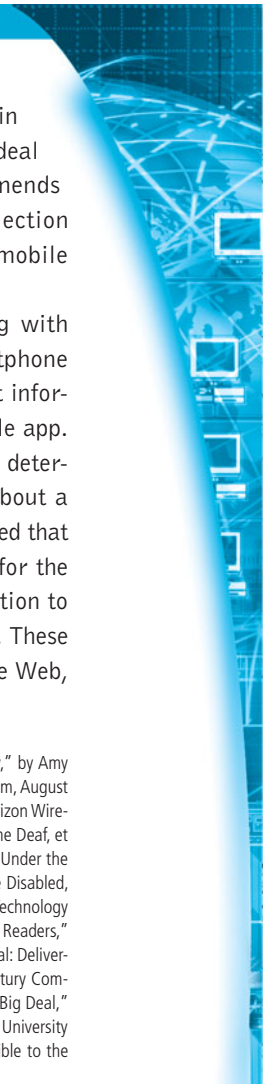 in
deal
mends
ection
mobile
g with
tphone
t infor-
le app.
deter-
bout a
ed that
for the
tion to
. These
e Web,
," by Amy
m, August
izon Wire-
he Deaf, et
Under the
e Disabled,
echnology
Readers,"
al: Deliver-
tury Com-
Big Deal,"
University
ible to the